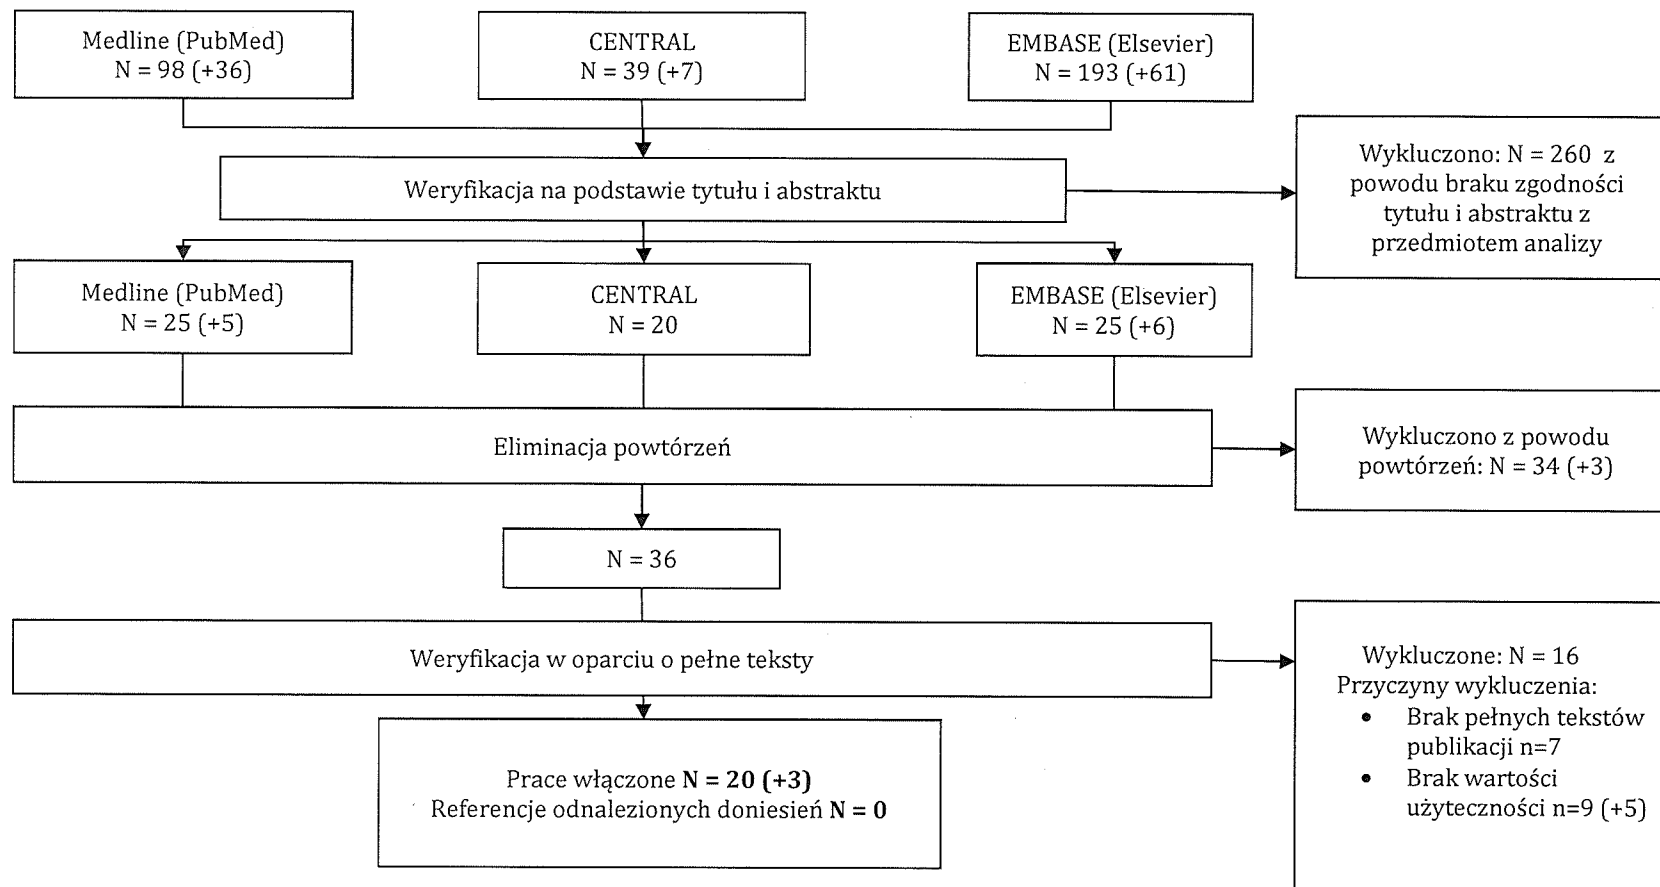 Medline (PubMed)
N = 98 (+36)
CENTRAL
N = 39 (+7)
EMBASE (Elsevier)
N = 193 (+61)
Weryfikacja na podstawie tytułu i abstraktu
Wykluczono: N = 260 z
powodu braku zgodności
tytułu i abstraktu z
przedmiotem analizy
Medline (PubMed)
N = 25 (+5)
CENTRAL
N = 20
EMBASE (Elsevier)
N = 25 (+6)
Eliminacja powtórzeń
Wykluczono z powodu
powtórzeń: N = 34 (+3)
N = 36
Weryfikacja w oparciu o pełne teksty
Wykluczone: N = 16
Przyczyny wykluczenia:
• Brak pełnych tekstów
publikacji n=7
• Brak wartości
użyteczności n=9 (+5)
Prace włączone N = 20 (+3)
Referencje odnalezionych doniesień N = 0